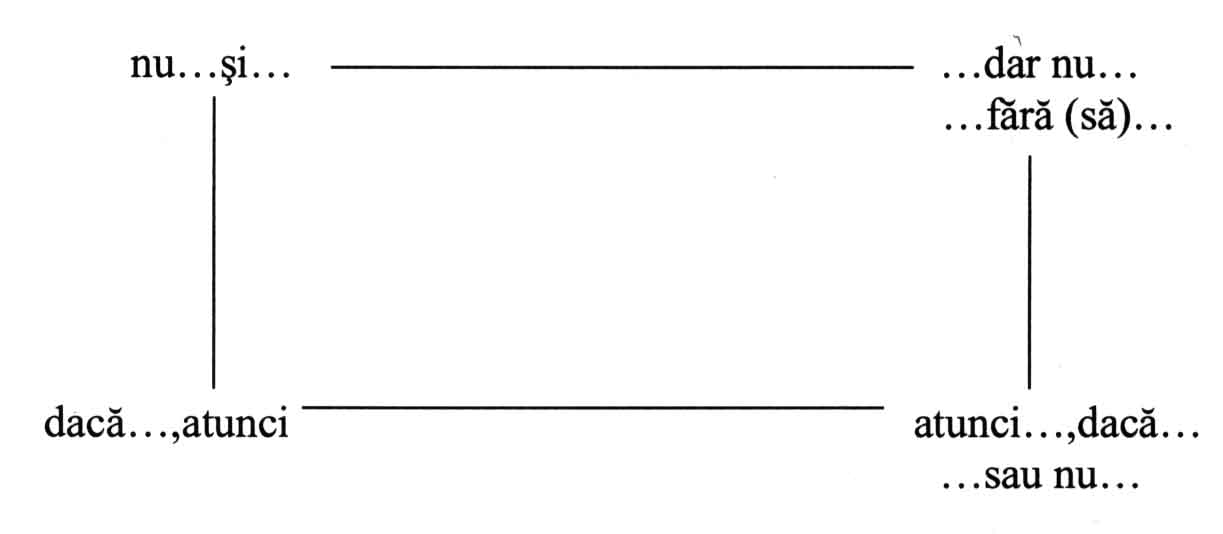 nu…şi…
…dar nu…
…fără (să)…
dacă…,atunci
atunci…,dacă…
…sau nu…